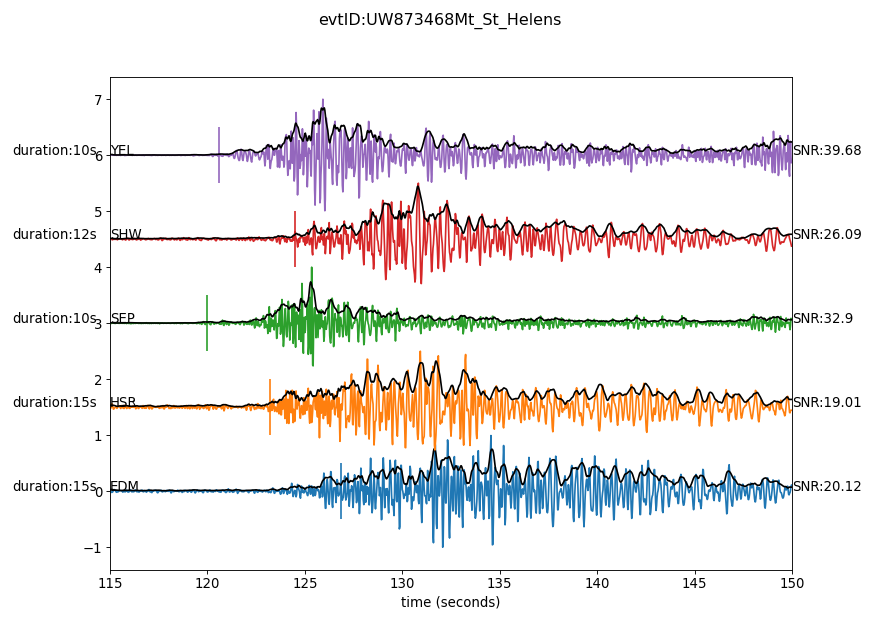 evtID:UW873468Mt_St_Helens
7
duration:10s 6 YEL SNR:39.68
5
duration:12s SHW SNR:26.09
4
duration:10s 3 SEP SNR:32.9
2
duration:15s HSR SNR:19.01
1
duration:15s 0 EDM SNR:20.12
−1
115 120 125 130 135 140 145 150
time (seconds)